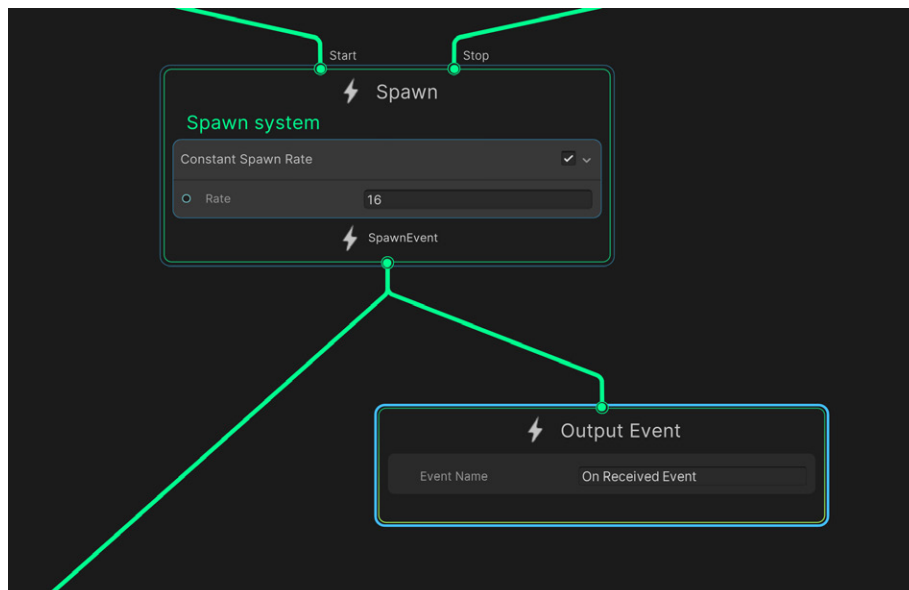 Start
Stop
Spawn
Spawn system
Constant Spawn Rate
Rate
16
SpawnEvent
Output Event
Event Name
On Received Event